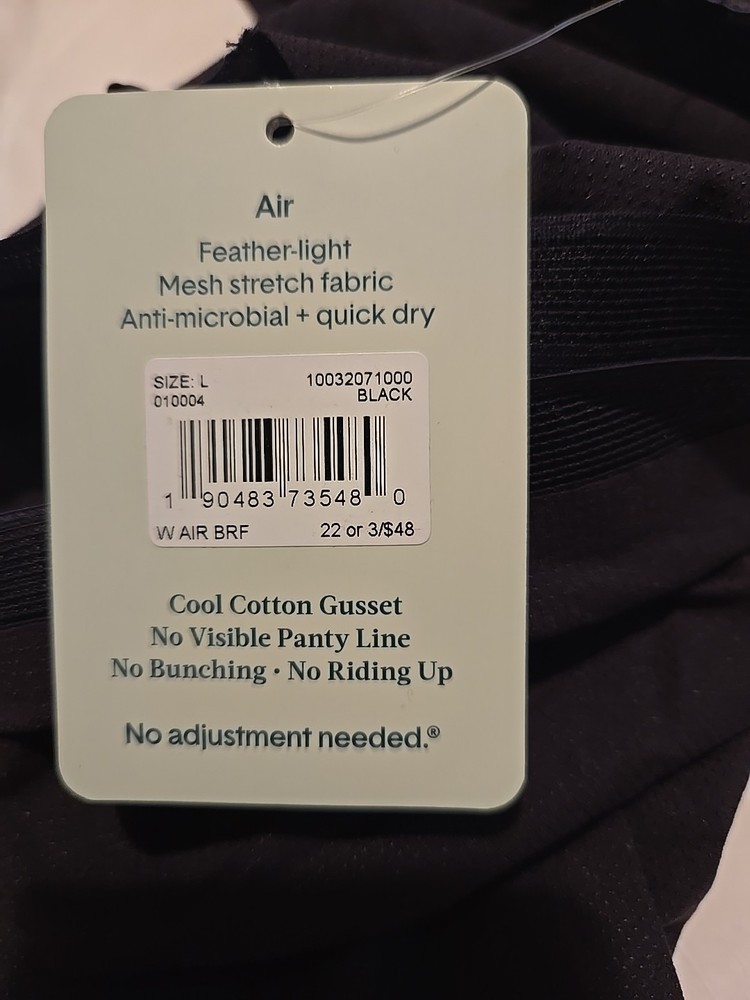 Air
Feather-light
Mesh stretch fabric
Anti-microbial + quick dry
SIZE: L 10032071000
010004 BLACK
1 90483 73548 0
W AIR BRF 22 or 3/$48
Cool Cotton Gusset
No Visible Panty Line
No Bunching · No Riding Up
No adjustment needed.®